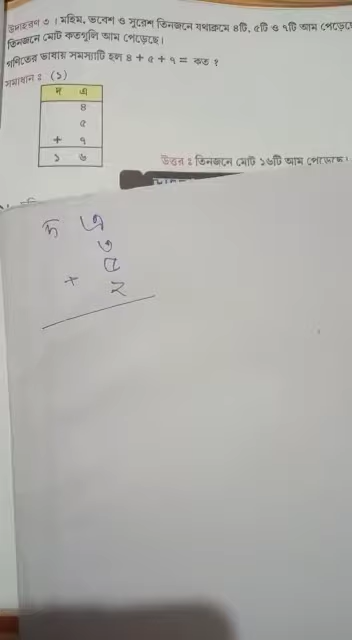 উদাহরণ ৩ । মহিম, ভবেশ ও সুরেশ তিনজনে যথাক্রমে ৪টি, ৫টি ও ৭টি আম পেড়েছে
তিনজনে মোট কতগুলি আম পেড়েছে।
গণিতের ভাষায় সমস্যাটি হল ৪ + ৫ + ৭ = কত ?
সমাধান : (১)
দ এ
৪
৫
+ ৭
১ ৬
উত্তর : তিনজনে মোট ১৬টি আম পেড়েছে।
দ এ
৩
৫
+ ২